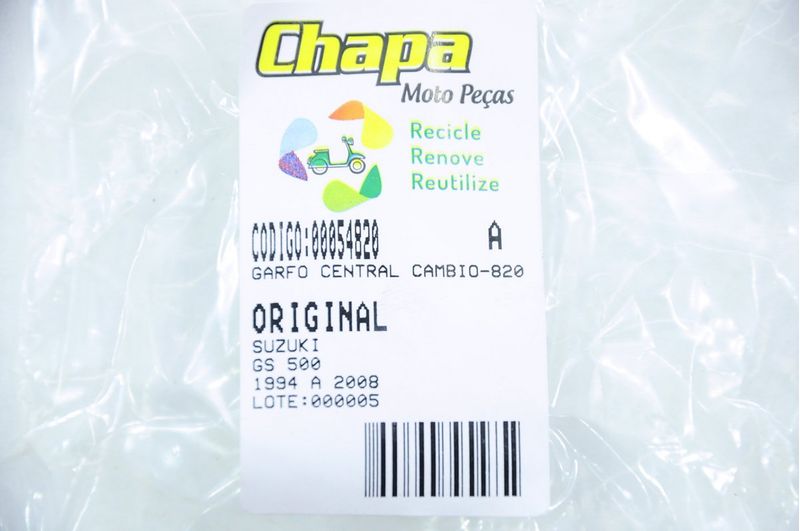 Chapa
Moto Peças
Recicle
Renove
Reutilize
CODIGO:00054820 A
GARFO CENTRAL CAMBIO-820
ORIGINAL
SUZUKI
GS 500
1994 A 2008
LOTE:000005